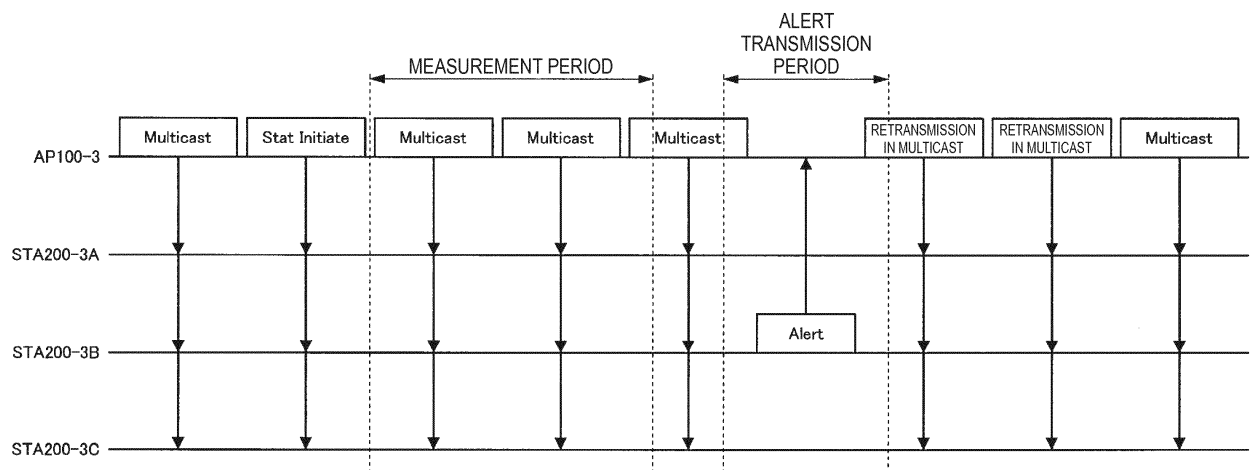 ALERT
TRANSMISSION
PERIOD
MEASUREMENT PERIOD
Multicast
Stat Initiate
Multicast
Multicast
Multicast
RETRANSMISSION
IN MULTICAST
RETRANSMISSION
IN MULTICAST
Multicast
AP100-3
STA200-3A
Alert
STA200-3B
STA200-3C